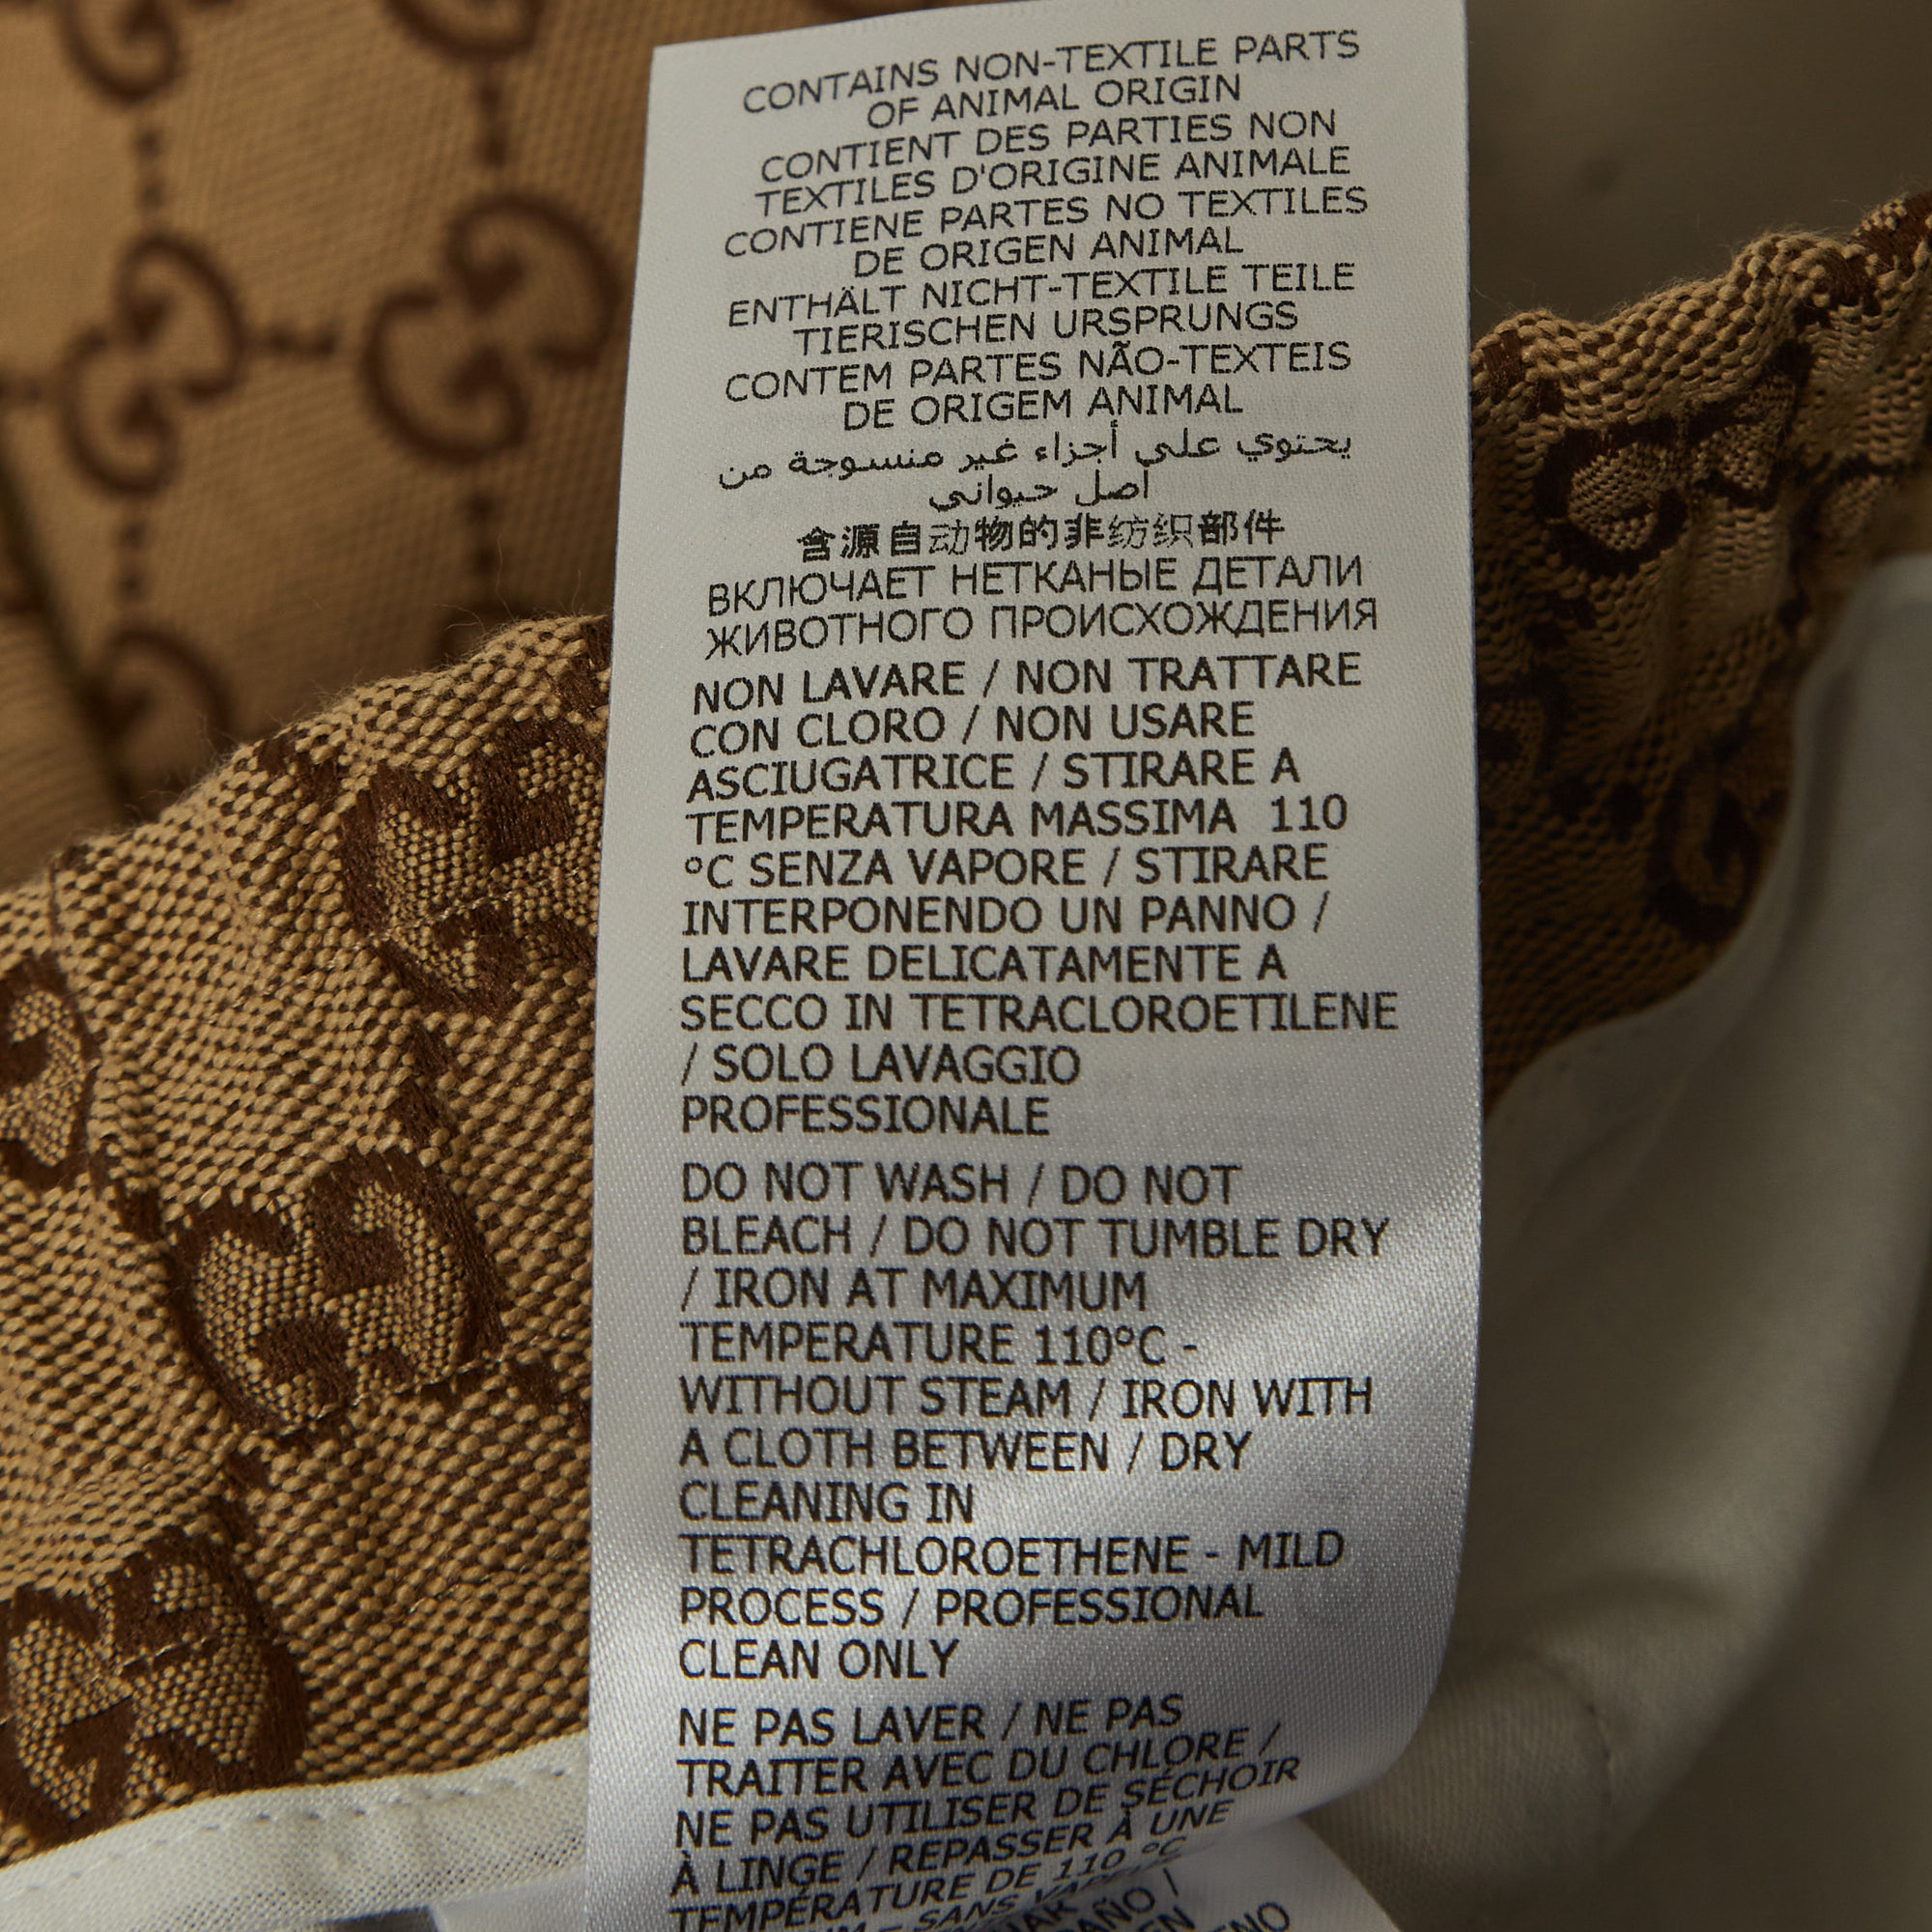 CONTAINS NON-TEXTILE PARTS
OF ANIMAL ORIGIN
CONTIENT DES PARTIES NON
TEXTILES D'ORIGINE ANIMALE
CONTIENE PARTES NO TEXTILES
DE ORIGEN ANIMAL
ENTHÄLT NICHT-TEXTILE TEILE
TIERISCHEN URSPRUNGS
CONTEM PARTES NÃO-TEXTEIS
DE ORIGEM ANIMAL
يحتوي على أجزاء غير منسوجة من
أصل حيواني
含源自动物的非纺织部件
ВКЛЮЧАЕТ НЕТКАНЫЕ ДЕТАЛИ
ЖИВОТНОГО ПРОИСХОЖДЕНИЯ
NON LAVARE / NON TRATTARE
CON CLORO / NON USARE
ASCIUGATRICE / STIRARE A
TEMPERATURA MASSIMA 110
°C SENZA VAPORE / STIRARE
INTERPONENDO UN PANNO /
LAVARE DELICATAMENTE A
SECCO IN TETRACLOROETILENE
/ SOLO LAVAGGIO
PROFESSIONALE
DO NOT WASH / DO NOT
BLEACH / DO NOT TUMBLE DRY
/ IRON AT MAXIMUM
TEMPERATURE 110°C -
WITHOUT STEAM / IRON WITH
A CLOTH BETWEEN / DRY
CLEANING IN
TETRACHLOROETHENE - MILD
PROCESS / PROFESSIONAL
CLEAN ONLY
NE PAS LAVER / NE PAS
TRAITER AVEC DU CHLORE /
NE PAS UTILISER DE SÉCHOIR
À LINGE / REPASSER À UNE
TEMPÉRATURE DE 110 °C
- SANS